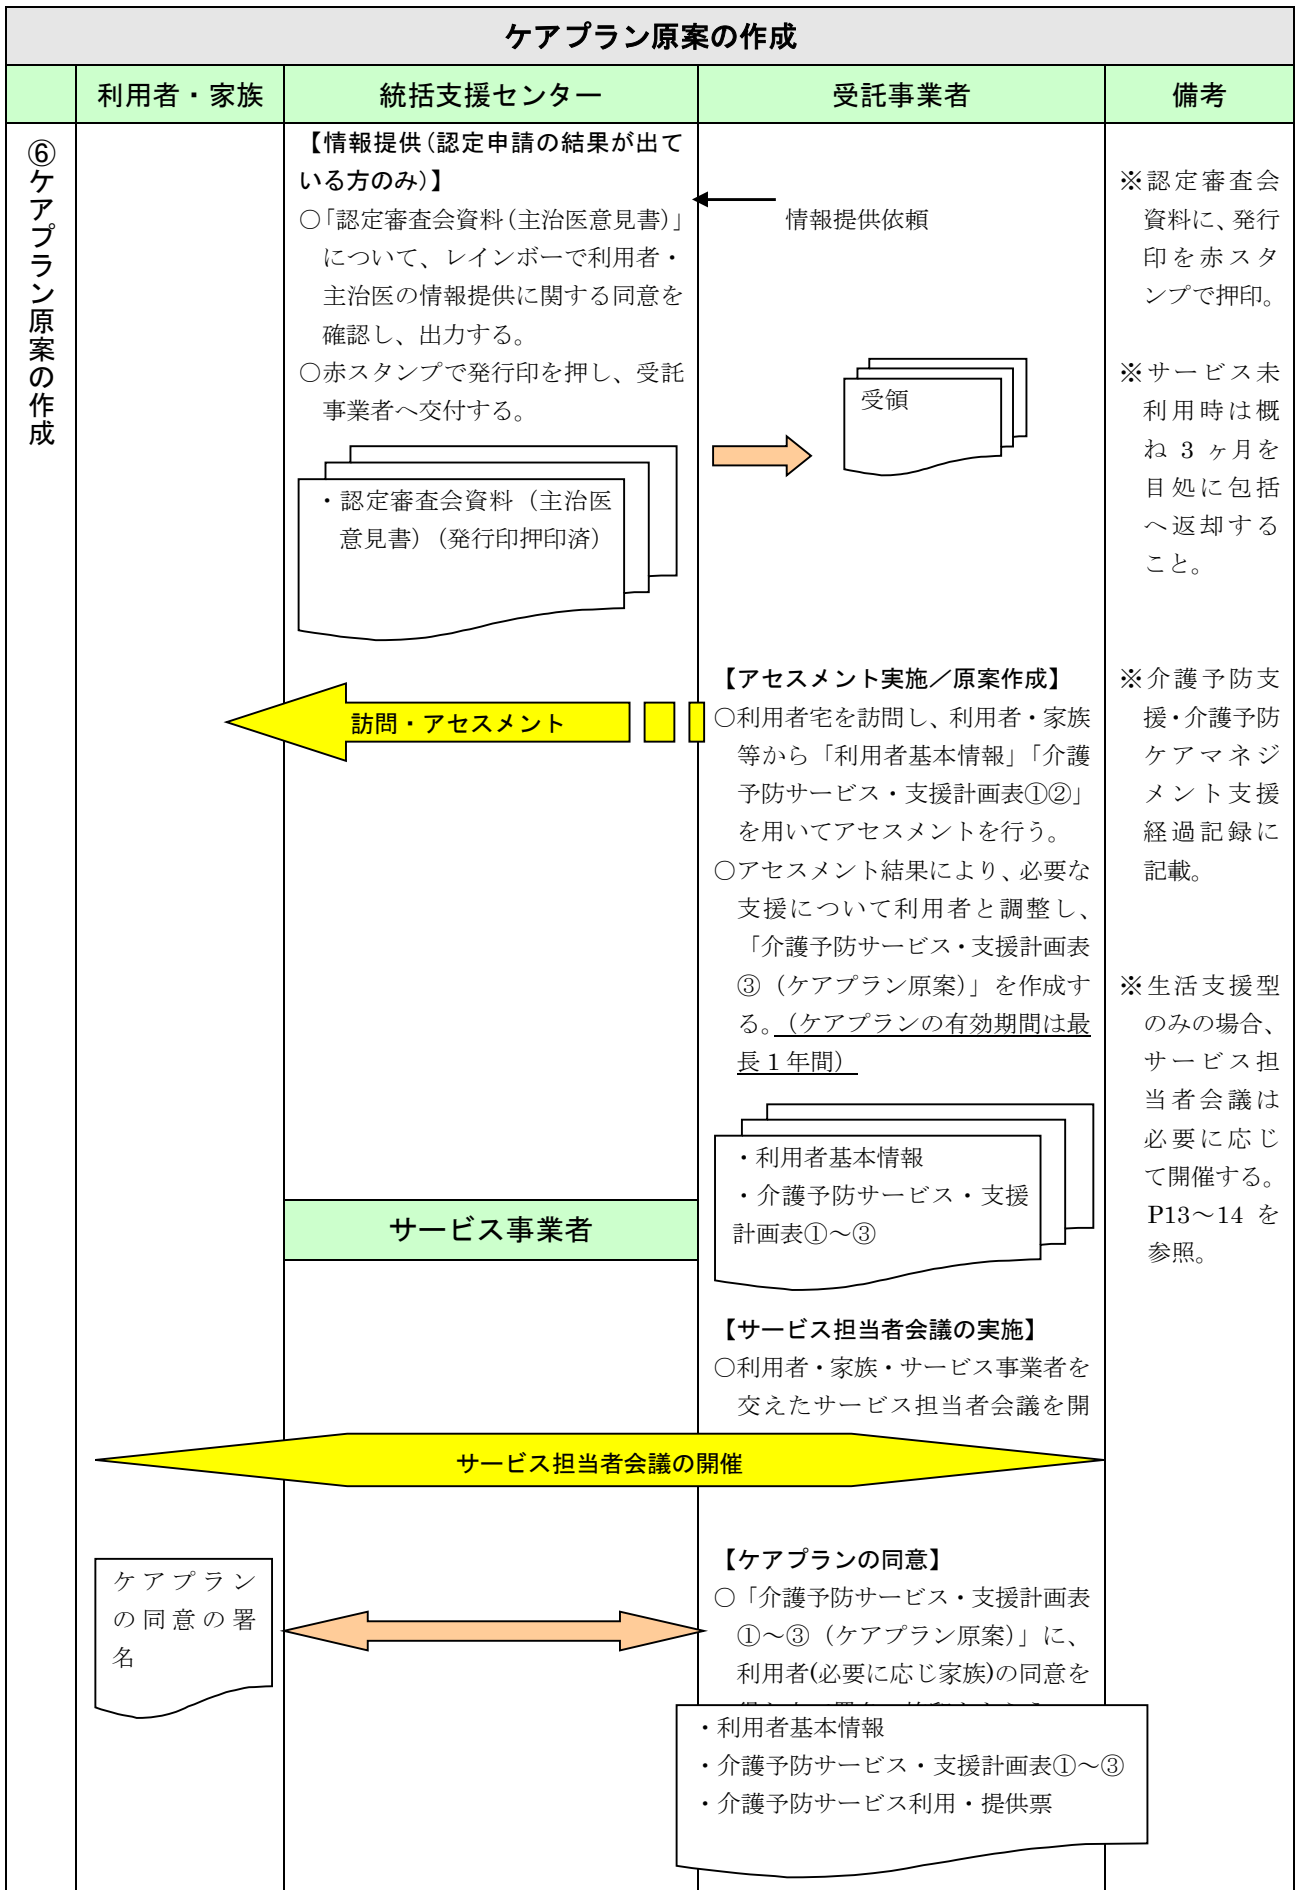 ケアプラン原案の作成
利用者・家族
統括支援センター
受託事業者
備考
⑥ケアプラン原案の作成
【情報提供(認定申請の結果が出て
いる方のみ)】
○「認定審査会資料(主治医意見書)」
について、レインボーで利用者・
主治医の情報提供に関する同意を
確認し、出力する。
○赤スタンプで発行印を押し、受託
事業者へ交付する。
・認定審査会資料（主治医
意見書）（発行印押印済）
情報提供依頼
受領
※認定審査会
資料に、発行
印を赤スタ
ンプで押印。
※サービス未
利用時は概
ね 3 ヶ月を
目処に包括
へ返却する
こと。
訪問・アセスメント
【アセスメント実施／原案作成】
○利用者宅を訪問し、利用者・家族
等から「利用者基本情報」「介護
予防サービス・支援計画表①②」
を用いてアセスメントを行う。
○アセスメント結果により、必要な
支援について利用者と調整し、
「介護予防サービス・支援計画表
③（ケアプラン原案）」を作成す
る。（ケアプランの有効期間は最
長 1 年間）
※介護予防支
援・介護予防
ケアマネジ
メント支援
経過記録に
記載。
※生活支援型
のみの場合、
サービス担
当者会議は
必要に応じ
て開催する。
P13～14 を
参照。
・利用者基本情報
・介護予防サービス・支援
計画表①～③
サービス事業者
【サービス担当者会議の実施】
○利用者・家族・サービス事業者を
交えたサービス担当者会議を開
サービス担当者会議の開催
ケアプラン
の同意の署
名
【ケアプランの同意】
○「介護予防サービス・支援計画表
①～③（ケアプラン原案）」に、
利用者(必要に応じ家族)の同意を
・利用者基本情報
・介護予防サービス・支援計画表①～③
・介護予防サービス利用・提供票